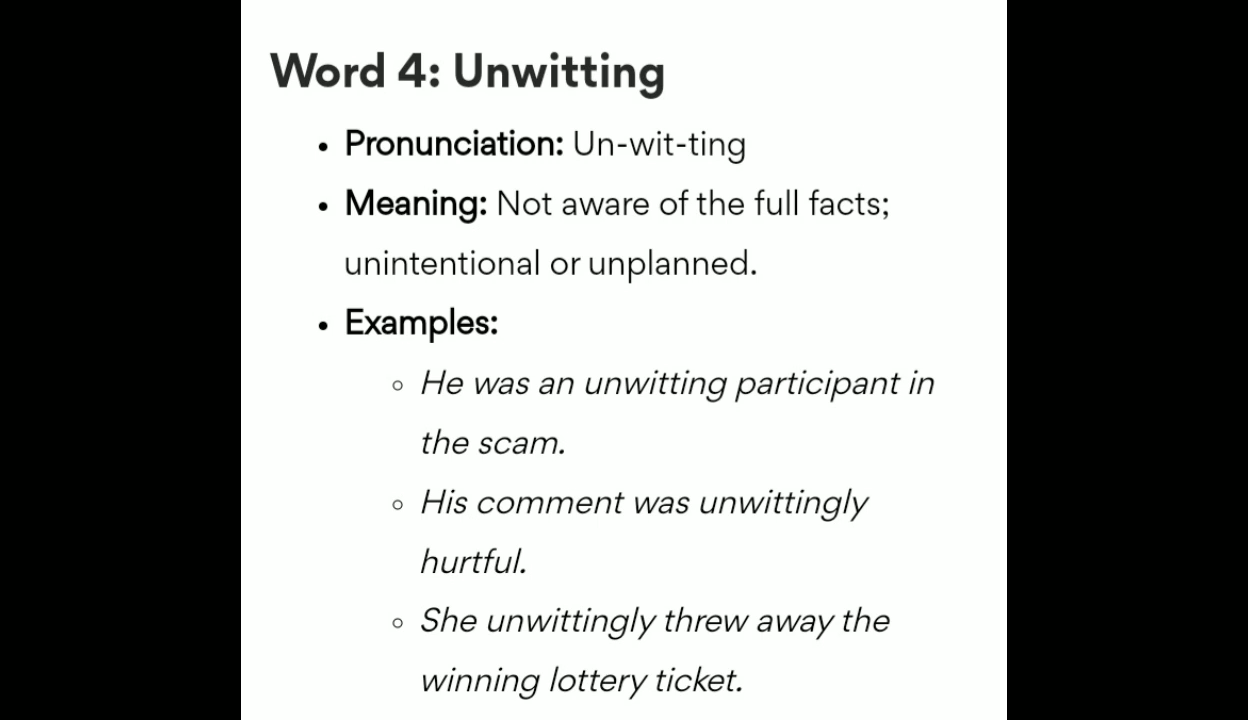 Word 4: Unwitting
• Pronunciation: Un-wit-ting
• Meaning: Not aware of the full facts;
unintentional or unplanned.
• Examples:
◦ He was an unwitting participant in
the scam.
◦ His comment was unwittingly
hurtful.
◦ She unwittingly threw away the
winning lottery ticket.